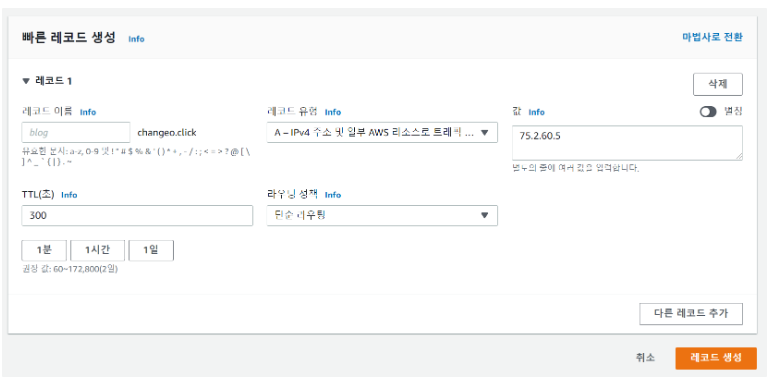 빠른 레코드 생성 Info
마법사로 전환
▼ 레코드 1
삭제
레코드 이름 Info
blog
changeo.click
유효한 문자: a-z, 0-9 및 ! " # $ % & ' ( ) * + , - / : ; < = > ? @ [ \
] ^ _ ` { | } . ~
레코드 유형 Info
A – IPv4 주소 및 일부 AWS 리소스로 트래픽 ...
값 Info
별칭
75.2.60.5
별도의 줄에 여러 값을 입력합니다.
TTL(초) Info
300
1분
1시간
1일
권장 값: 60~172,800(2일)
라우팅 정책 Info
단순 라우팅
다른 레코드 추가
취소
레코드 생성